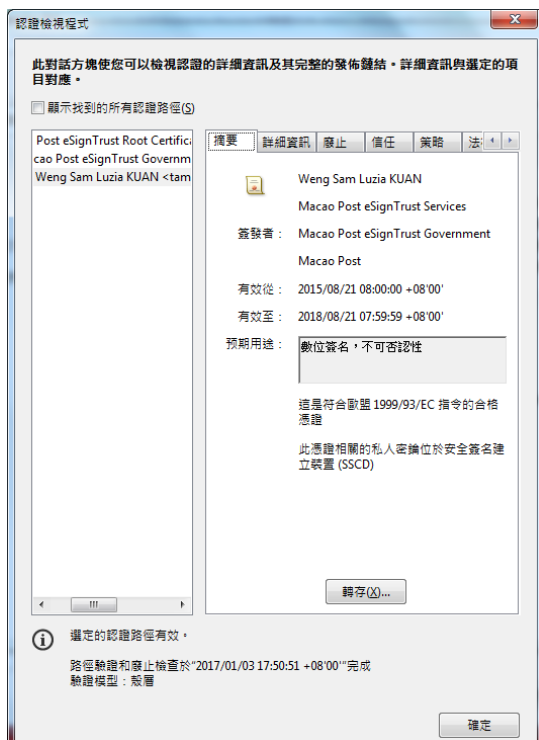 認證檢視程式
此對話方塊使您可以檢視認證的詳細資訊及其完整的發佈鏈結。詳細資訊與選定的項
目對應。
顯示找到的所有認證路徑(S)
Post eSignTrust Root Certific
cao Post eSignTrust Governm
Weng Sam Luzia KUAN <tam
摘要 詳細資訊 廢止 信任 策略 法
Weng Sam Luzia KUAN
Macao Post eSignTrust Services
簽發者： Macao Post eSignTrust Government
Macao Post
有效從： 2015/08/21 08:00:00 +08'00'
有效至： 2018/08/21 07:59:59 +08'00'
預期用途： 數位簽名，不可否認性
這是符合歐盟 1999/93/EC 指令的合格
憑證
此憑證相關的私人密鑰位於安全簽名建
立裝置 (SSCD)
轉存(X)...
選定的認證路徑有效。
路徑驗證和廢止檢查於"2017/01/03 17:50:51 +08'00'"完成
驗證模型：殼層
確定